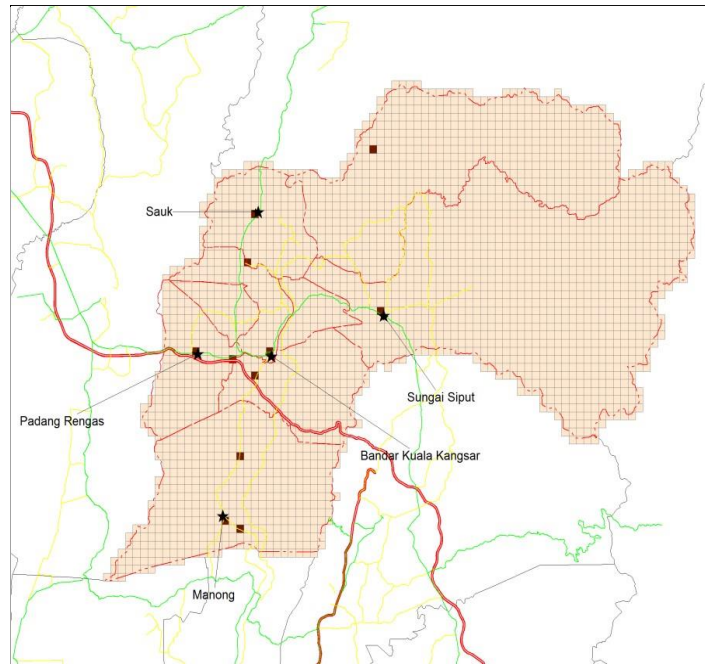 Sauk
Sungai Siput
Padang Rengas
Bandar Kuala Kangsar
Manong